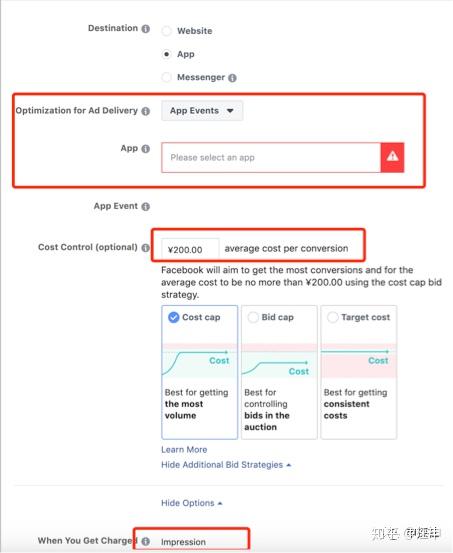 Destination
Website
App
Messenger
Optimization for Ad Delivery
App Events
App
Please select an app
App Event
Cost Control (optional)
¥200.00
average cost per conversion
Facebook will aim to get the most conversions and for the
average cost to be no more than ¥200.00 using the cost cap bid
strategy.
Cost cap
Bid cap
Target cost
Cost
Cost
Cost
Best for getting
the most
volume
Best for
controlling
bids in the
auction
Best for getting
consistent
costs
Learn More
Hide Additional Bid Strategies
Hide Options
When You Get Charged
Impression
知乎